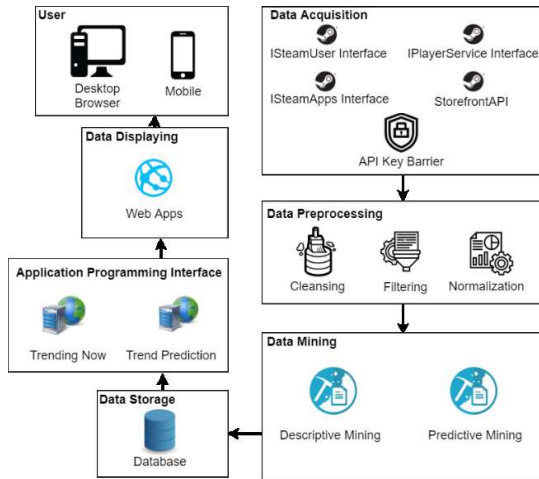 User
Desktop
Browser
Mobile
Data Displaying
Web Apps
Application Programming Interface
Trending Now
Trend Prediction
Data Storage
Database
Data Acquisition
ISteamUser Interface
IPlayerService Interface
ISteamApps Interface
StorefrontAPI
API Key Barrier
Data Preprocessing
Cleansing
Filtering
Normalization
Data Mining
Descriptive Mining
Predictive Mining